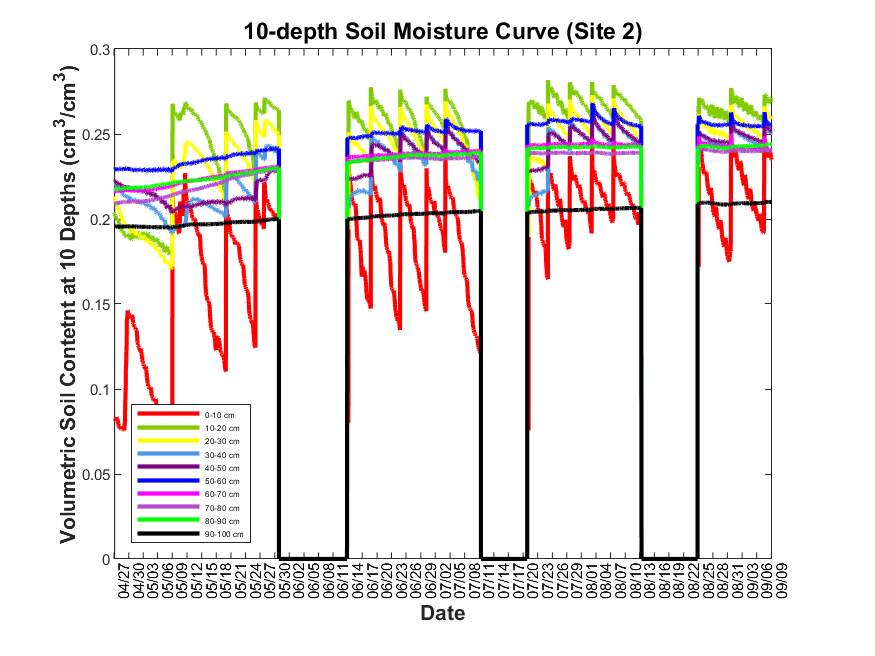 10-depth Soil Moisture Curve (Site 2)
Volumetric Soil Contetnt at 10 Depths (cm3/cm3)
0.3
0.25
0.2
0.15
0.1
0.05
0
0-10 cm
10-20 cm
20-30 cm
30-40 cm
40-50 cm
50-60 cm
60-70 cm
70-80 cm
80-90 cm
90-100 cm
04/27 04/30 05/03 05/06 05/09 05/12 05/15 05/18 05/21 05/24 05/27 05/30 06/02 06/05 06/08 06/11 06/14 06/17 06/20 06/23 06/26 06/29 07/02 07/05 07/08 07/11 07/14 07/17 07/20 07/23 07/26 07/29 08/01 08/04 08/07 08/10 08/13 08/16 08/19 08/22 08/25 08/28 08/31 09/03 09/06 09/09
Date